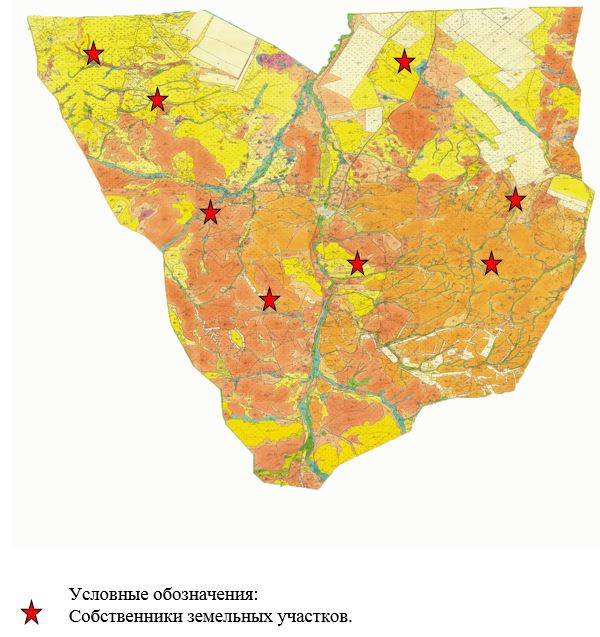 Условные обозначения:
Собственники земельных участков.